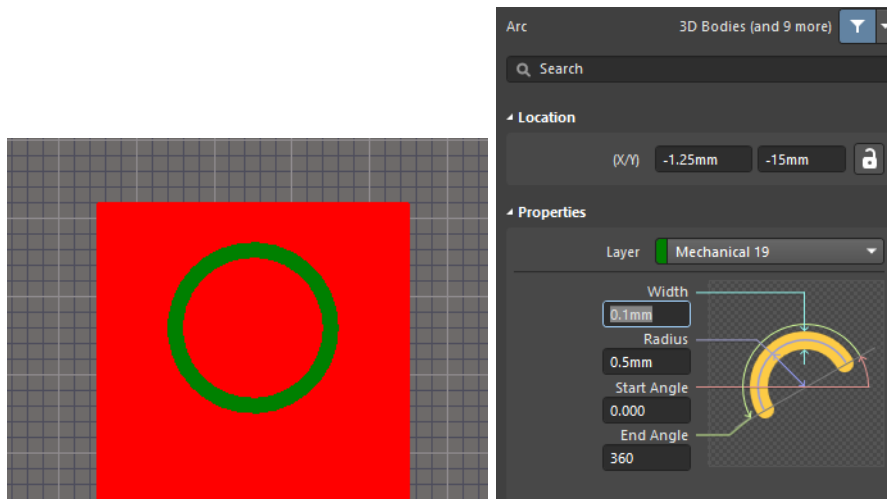 Arc 3D Bodies (and 9 more)
Search
Location
(X/Y) -1.25mm -15mm
Properties
Layer Mechanical 19
Width
0.1mm
Radius
0.5mm
Start Angle
0.000
End Angle
360